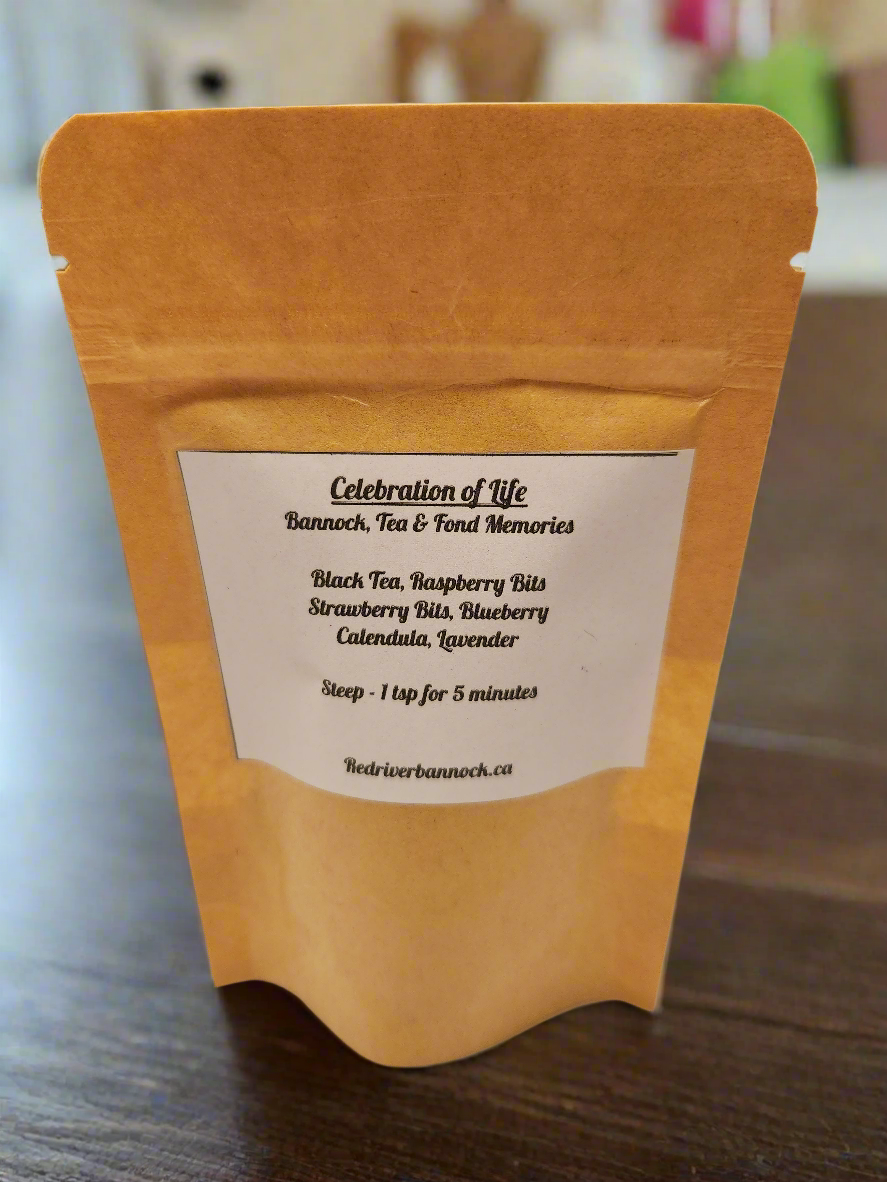 Celebration of Life
Bannock, Tea & Fond Memories
Black Tea, Raspberry Bits
Strawberry Bits, Blueberry
Calendula, Lavender
Steep - 1 tsp for 5 minutes
Redriverbannock.ca